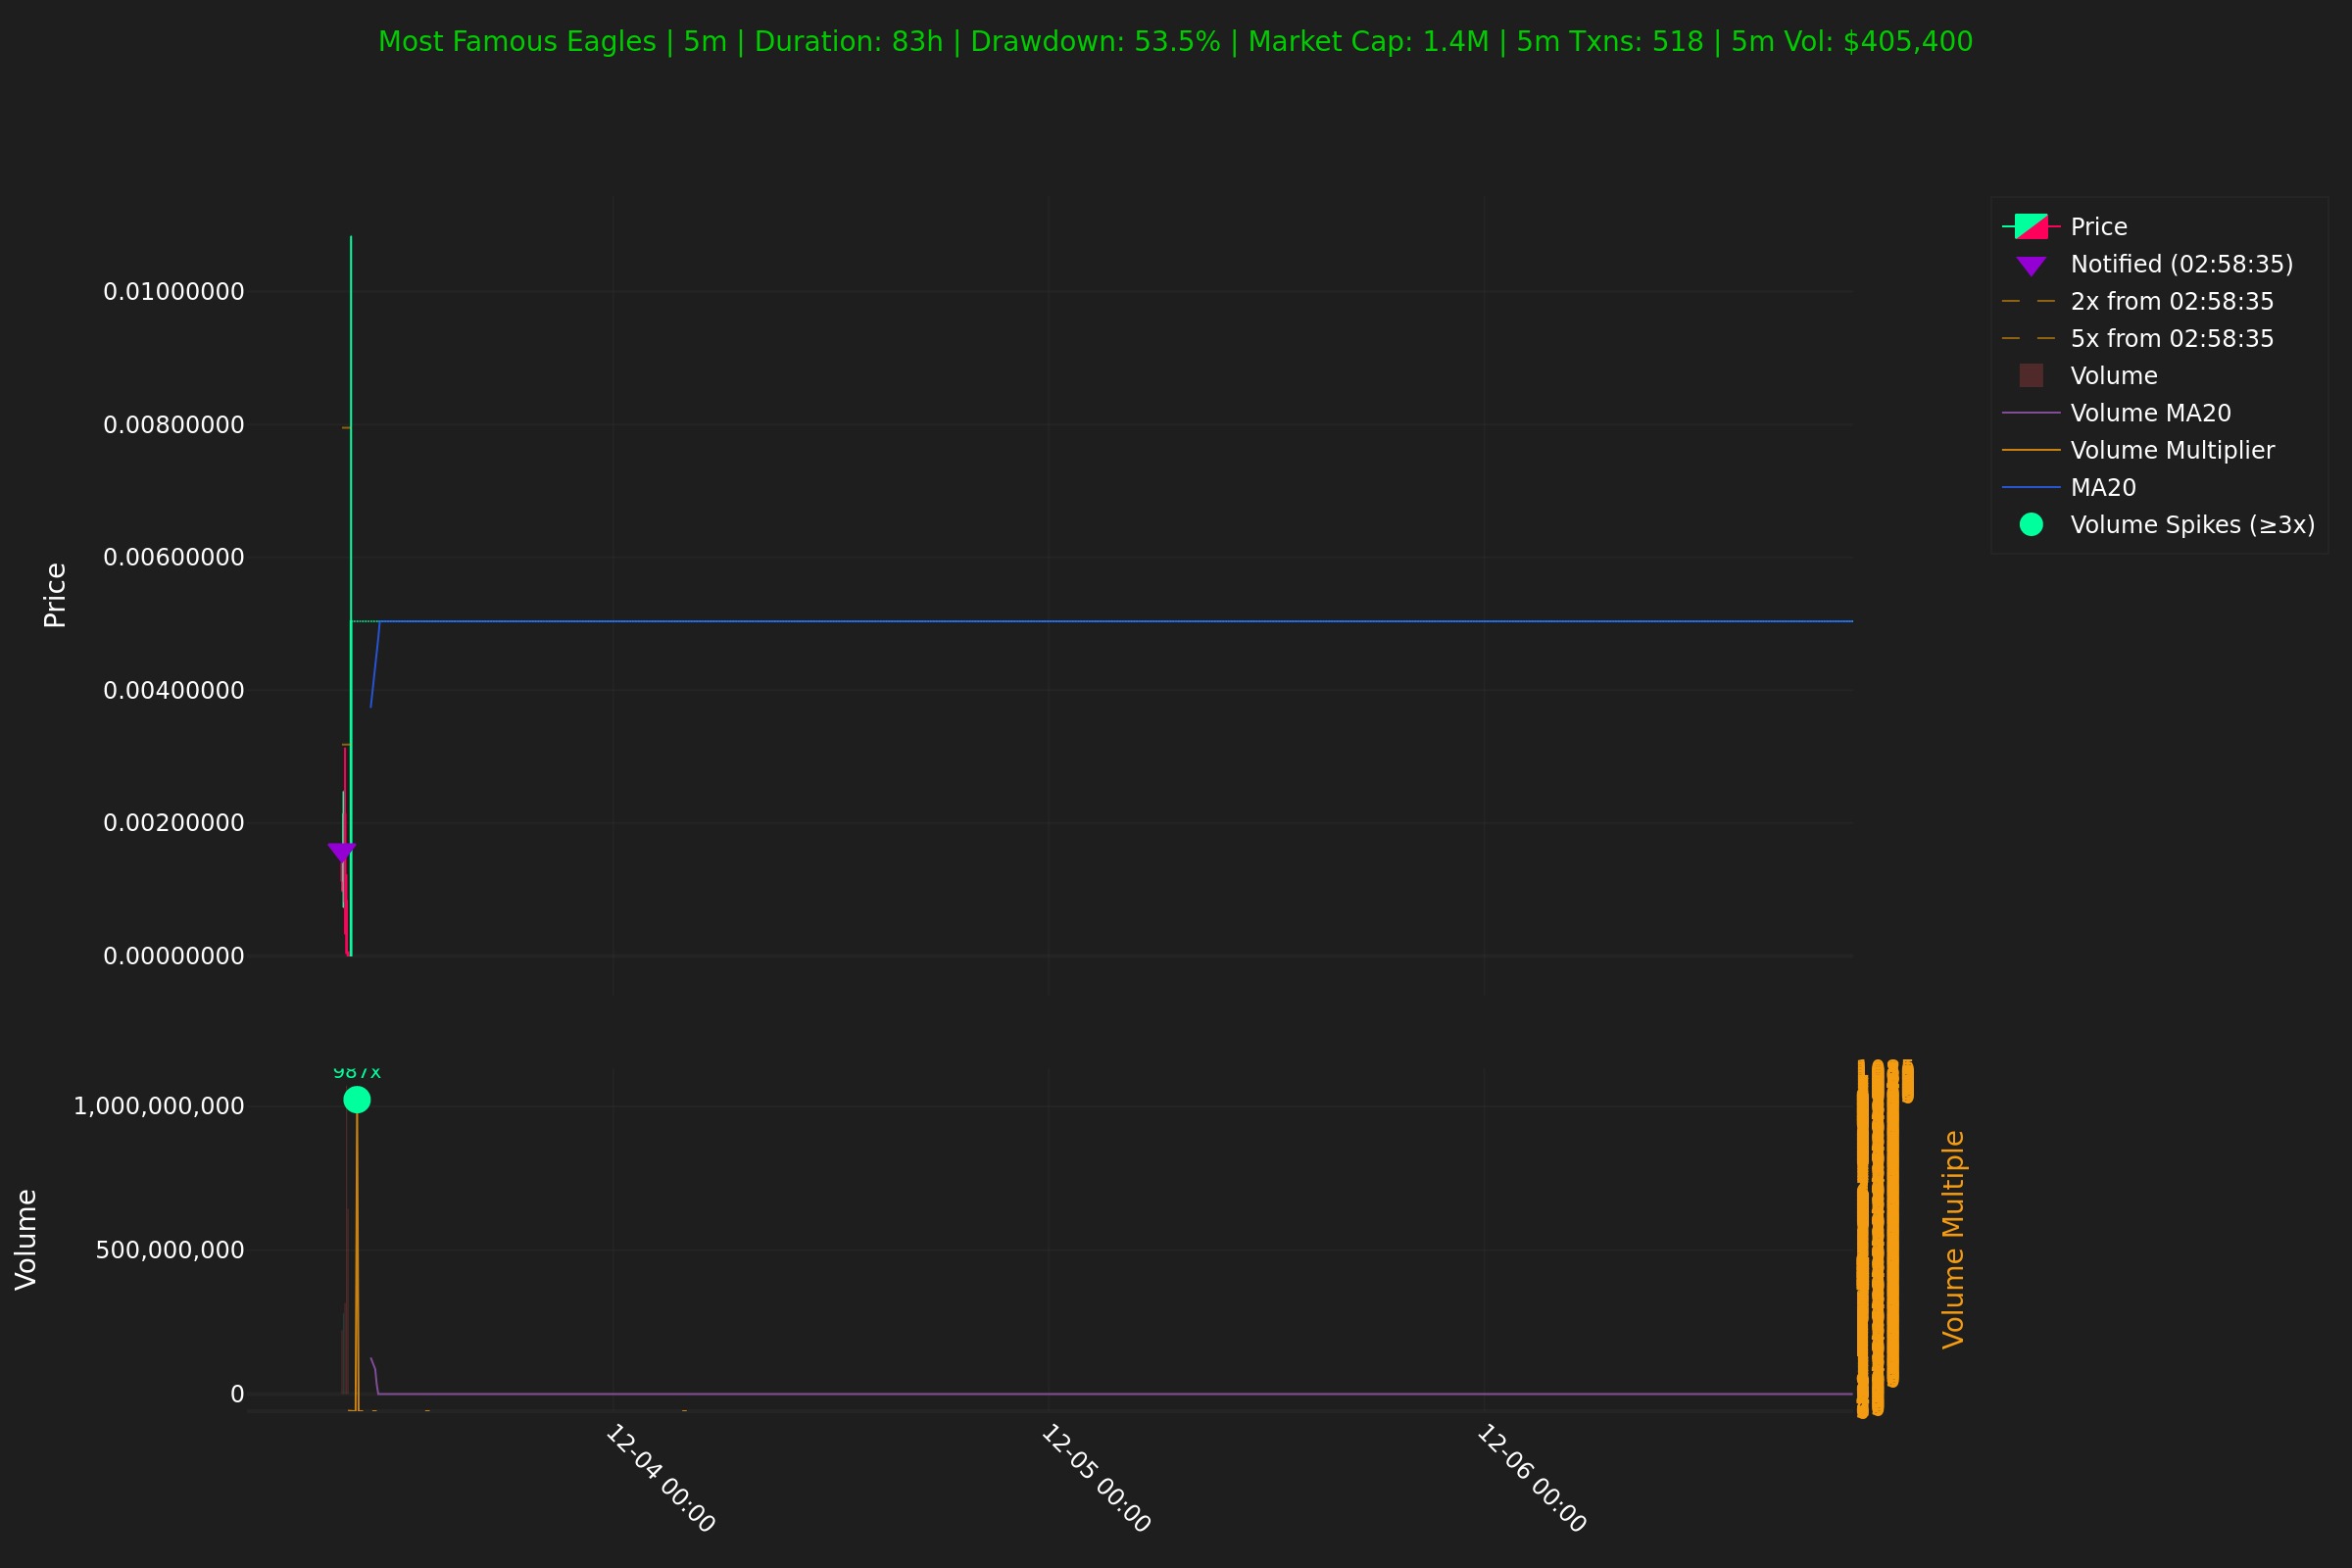 Most Famous Eagles | 5m | Duration: 83h | Drawdown: 53.5% | Market Cap: 1.4M | 5m Txns: 518 | 5m Vol: $405,400
Price
0.01000000
0.00800000
0.00600000
0.00400000
0.00200000
0.00000000
Price
Notified (02:58:35)
2x from 02:58:35
5x from 02:58:35
Volume
Volume MA20
Volume Multiplier
MA20
Volume Spikes (≥3x)
987x
Volume
1,000,000,000
500,000,000
0
Volume Multiple
12-04 00:00
12-05 00:00
12-06 00:00